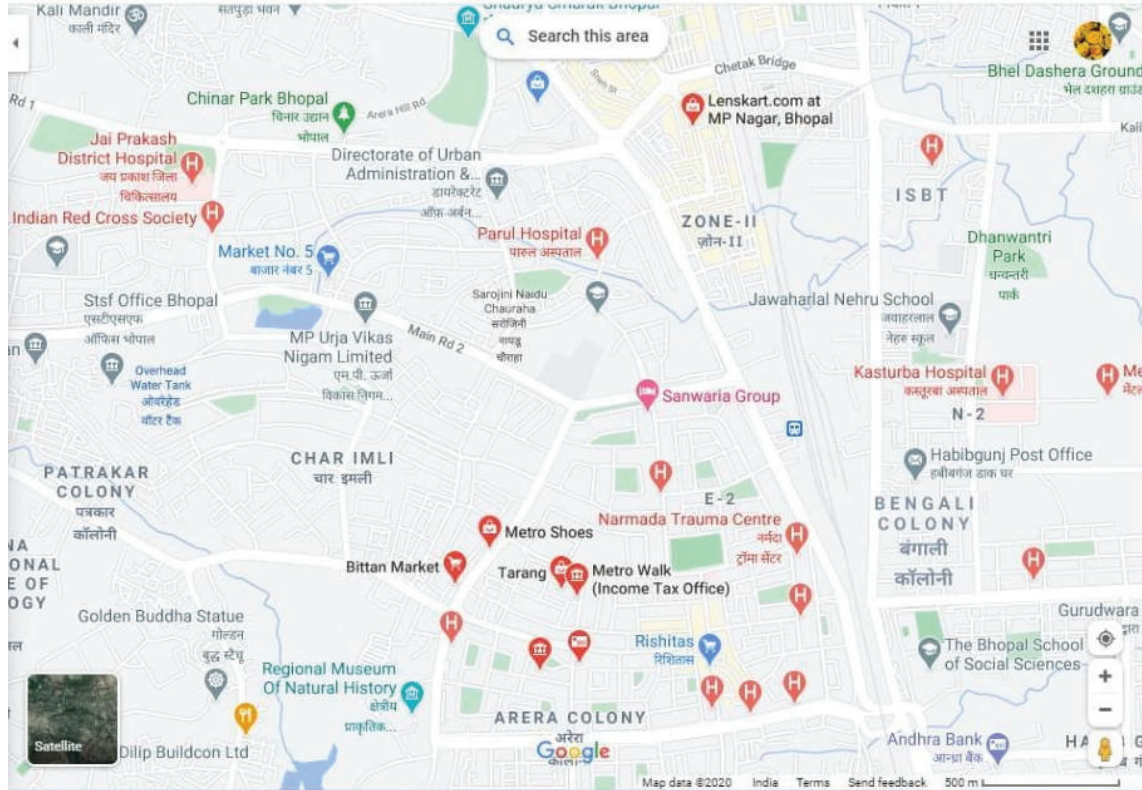 Kali Mandir
काली मंदिर
सतपुड़ा भवन
Shaurya Smarak Bhopal
Search this area
Chetak Bridge
Bhel Dashera Ground
भेल दशहरा ग्राउंड
Rd 1
Chinar Park Bhopal
चिनार उद्यान
भोपाल
Arera Hill Rd
Lenskart.com at
MP Nagar, Bhopal
Jai Prakash
District Hospital
जय प्रकाश जिला
चिकित्सालय
Directorate of Urban
Administration &...
डायरेक्टरेट
ऑफ़ अर्बन...
ISBT
Indian Red Cross Society
ZONE-II
ज़ोन-II
Parul Hospital
पारुल अस्पताल
Dhanwantri
Park
धन्वन्तरी
पार्क
Market No. 5
बाजार नंबर 5
Stsf Office Bhopal
एसटीएसएफ
ऑफिस भोपाल
Sarojini Naidu
Chauraha
सरोजिनी
नायडू
चौराहा
Jawaharlal Nehru School
जवाहरलाल
नेहरु स्कूल
MP Urja Vikas
Nigam Limited
एम.पी. ऊर्जा
विकास निगम...
Main Rd 2
Overhead
Water Tank
ओवरहेड
वॉटर टैंक
Sanwaria Group
Kasturba Hospital
कस्तूरबा अस्पताल
Me
मेंटल
N-2
CHAR IMLI
चार इमली
PATRAKAR
COLONY
पत्रकार
कॉलोनी
Habibgunj Post Office
हबीबगंज डाक घर
E-2
BENGALI
COLONY
बंगाली
कॉलोनी
Metro Shoes
Narmada Trauma Centre
नर्मदा
ट्रॉमा सेंटर
Bittan Market
Tarang
Metro Walk
(Income Tax Office)
NA
ONAL
E OF
OGY
Golden Buddha Statue
गोल्डन
बुद्ध स्टैचू
Rishitas
रिशितास
Gurudwara
The Bhopal School
of Social Sciences
Regional Museum
Of Natural History
क्षेत्रीय
प्राकृतिक...
ARERA COLONY
अरेरा
Google
Satellite
Dilip Buildcon Ltd
Andhra Bank
आन्ध्रा बैंक
Map data ©2020 India Terms Send feedback 500 m